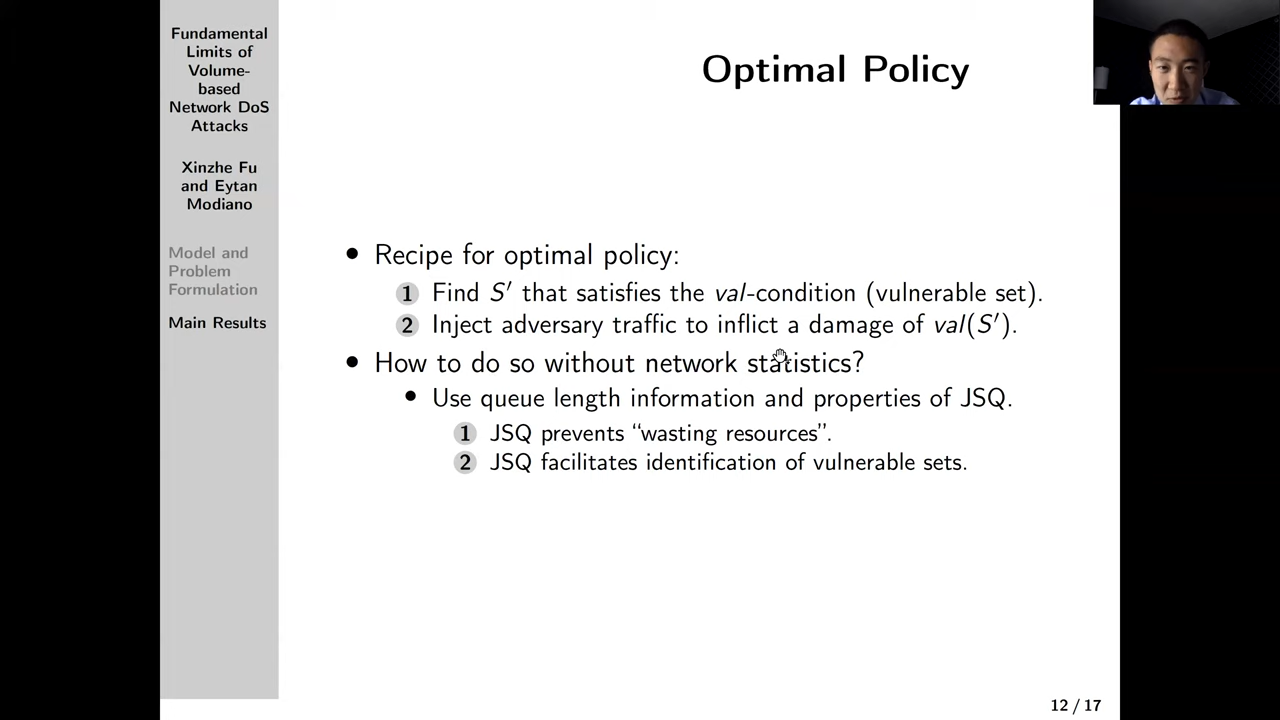 Fundamental
Limits of
Volume-
based
Network DoS
Attacks
Xinzhe Fu
and Eytan
Modiano
Model and
Problem
Formulation
Main Results
Optimal Policy
• Recipe for optimal policy:
1 Find S′ that satisfies the val-condition (vulnerable set).
2 Inject adversary traffic to inflict a damage of val(S′).
• How to do so without network statistics?
• Use queue length information and properties of JSQ.
1 JSQ prevents “wasting resources”.
2 JSQ facilitates identification of vulnerable sets.
12 / 17